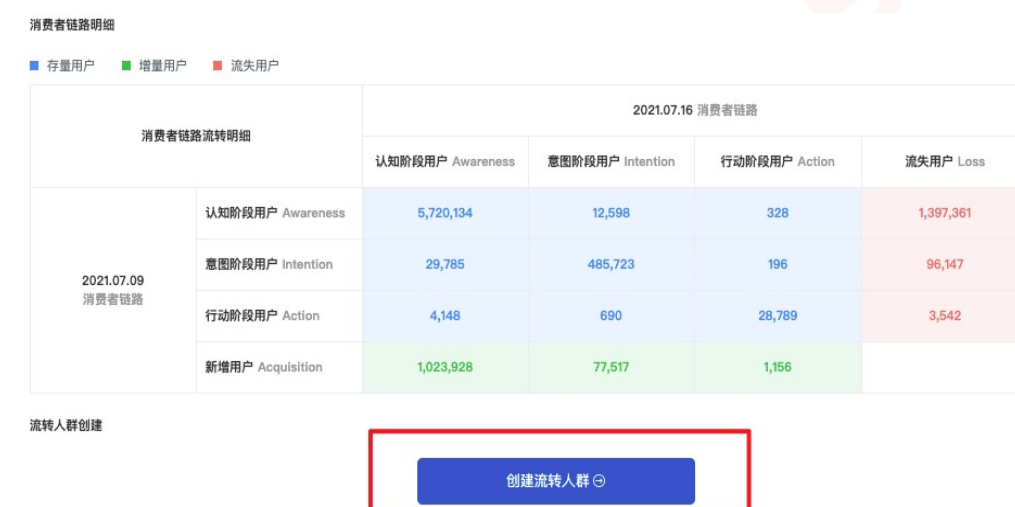 消费者链路明细
存量用户 增量用户 流失用户
消费者链路流转明细
2021.07.16 消费者链路
认知阶段用户 Awareness 意图阶段用户 Intention 行动阶段用户 Action 流失用户 Loss
2021.07.09
消费者链路
认知阶段用户 Awareness 5,720,134 12,598 328 1,397,361
意图阶段用户 Intention 29,785 485,723 196 96,147
行动阶段用户 Action 4,148 690 28,789 3,542
新增用户 Acquisition 1,023,928 77,517 1,156
流转人群创建
创建流转人群